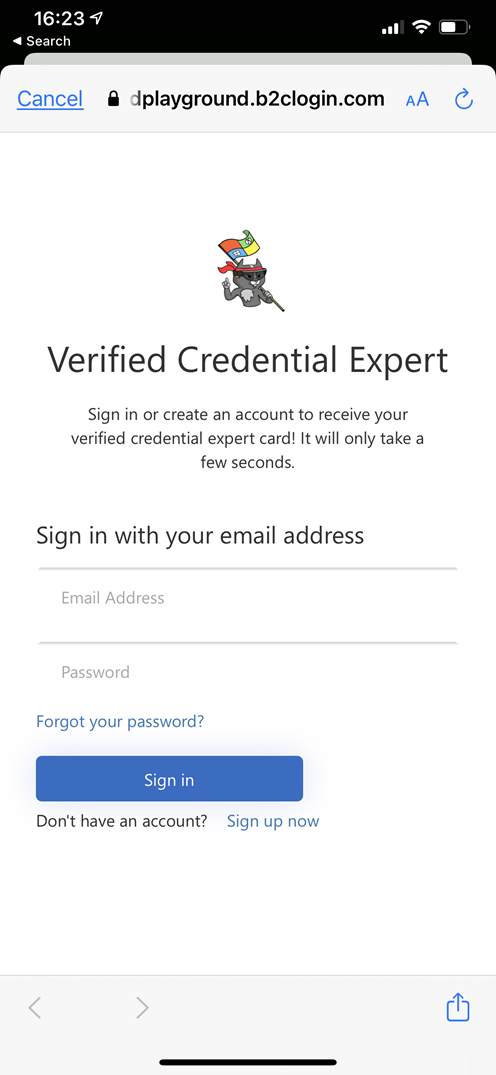 16:23
◀ Search
Cancel dplayground.b2clogin.com AA
Verified Credential Expert
Sign in or create an account to receive your
verified credential expert card! It will only take a
few seconds.
Sign in with your email address
Email Address
Password
Forgot your password?
Sign in
Don't have an account? Sign up now